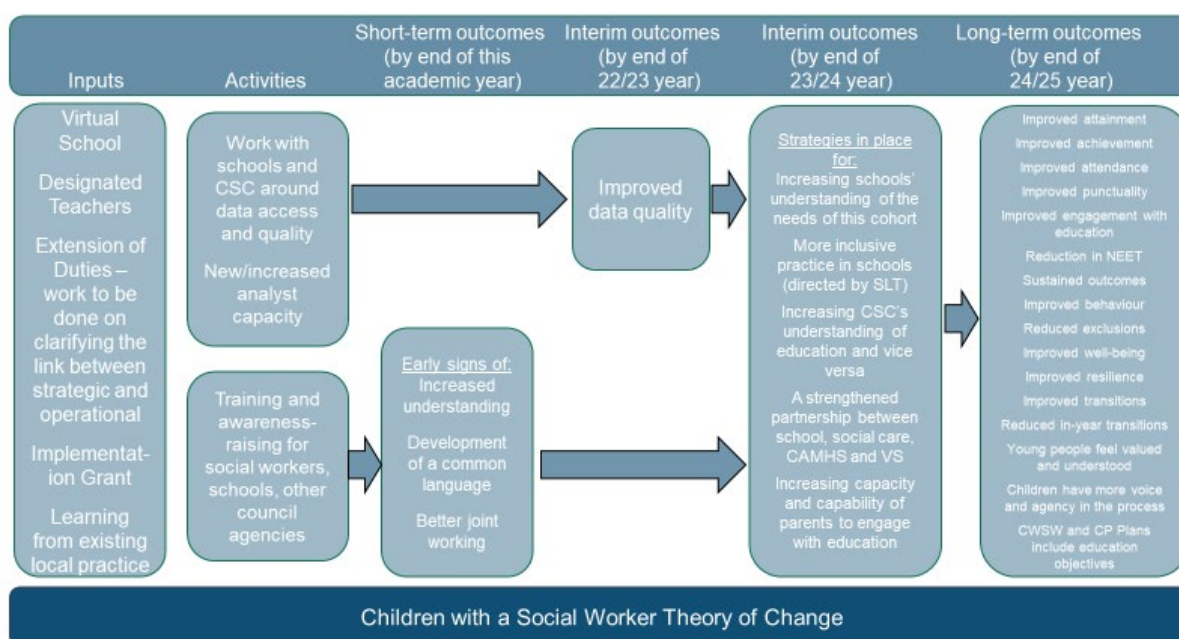 Inputs
Activities
Short-term outcomes
(by end of this
academic year)
Interim outcomes
(by end of
22/23 year)
Interim outcomes
(by end of
23/24 year)
Long-term outcomes
(by end of
24/25 year)
Virtual
School
Designated
Teachers
Extension of
Duties –
work to be
done on
clarifying the
link between
strategic and
operational
Implementat-
ion Grant
Learning
from existing
local practice
Work with
schools and
CSC around
data access
and quality
New/increased
analyst
capacity
Training and
awareness-
raising for
social workers,
schools, other
council
agencies
Early signs of:
Increased
understanding
Development
of a common
language
Better joint
working
Improved
data quality
Strategies in place
for:
Increasing schools'
understanding of the
needs of this cohort
More inclusive
practice in schools
(directed by SLT)
Increasing CSC's
understanding of
education and vice
versa
A strengthened
partnership between
school, social care,
CAMHS and VS
Increasing capacity
and capability of
parents to engage
with education
Improved attainment
Improved achievement
Improved attendance
Improved punctuality
Improved engagement with
education
Reduction in NEET
Sustained outcomes
Improved behaviour
Reduced exclusions
Improved well-being
Improved resilience
Improved transitions
Reduced in-year transitions
Young people feel valued
and understood
Children have more voice
and agency in the process
CWSW and CP Plans
include education
objectives
Children with a Social Worker Theory of Change